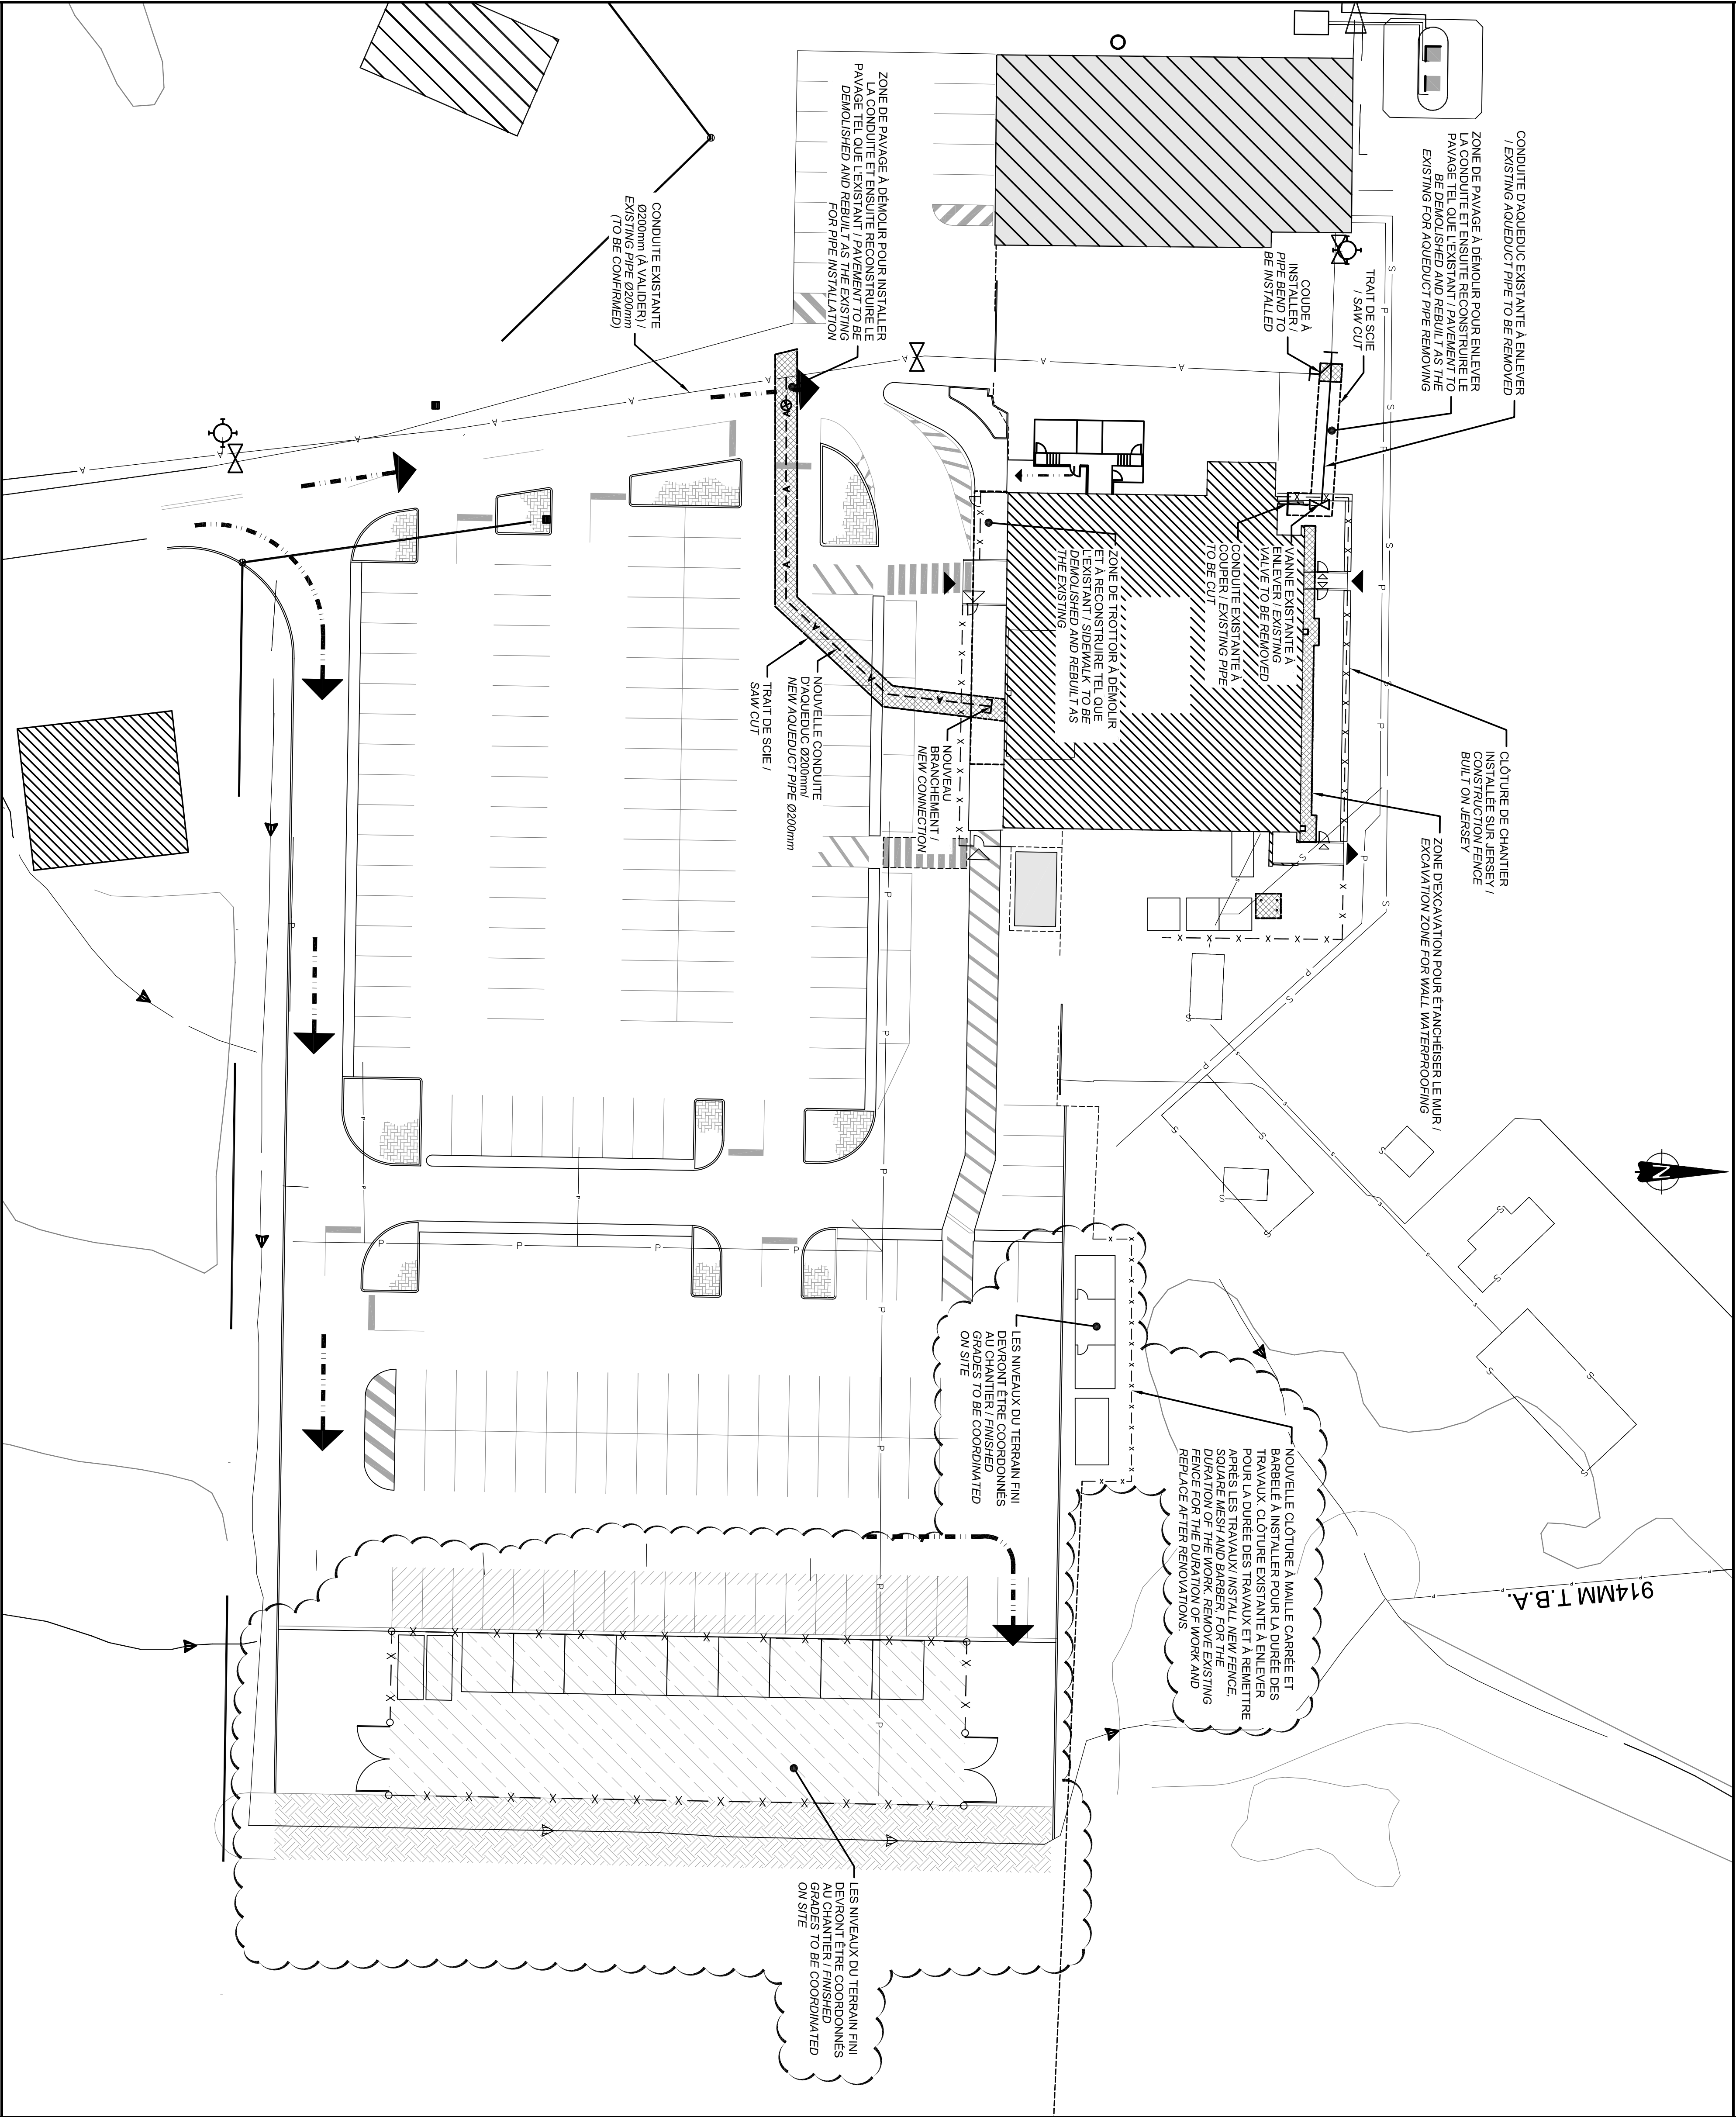 CONDUITE D'AQUEDUC EXISTANTE À ENLEVER
/ EXISTING AQUEDUCT PIPE TO BE REMOVED
ZONE DE PAVAGE À DÉMOLIR POUR ENLEVER
LA CONDUITE ET ENSUITE RECONSTRUIRE LE
PAVAGE TEL QUE L'EXISTANT / PAVEMENT TO
BE DEMOLISHED AND REBUILT AS THE
EXISTING FOR AQUEDUCT PIPE REMOVING
TRAIT DE SCIE
/ SAW CUT
COUDE À
INSTALLER /
PIPE BEND TO
BE INSTALLED
ZONE DE PAVAGE À DÉMOLIR POUR INSTALLER
LA CONDUITE ET ENSUITE RECONSTRUIRE LE
PAVAGE TEL QUE L'EXISTANT / PAVEMENT TO BE
DEMOLISHED AND REBUILT AS THE EXISTING
FOR PIPE INSTALLATION
CONDUITE EXISTANTE
Ø200mm (À VALIDER) /
EXISTING PIPE Ø200mm
(TO BE CONFIRMED)
VANNE EXISTANTE À
ENLEVER / EXISTING
VALVE TO BE REMOVED
CONDUITE EXISTANTE À
COUPER / EXISTING PIPE
TO BE CUT
ZONE DE TROTTOIR À DÉMOLIR
ET À RECONSTRUIRE TEL QUE
L'EXISTANT / SIDEWALK TO BE
DEMOLISHED AND REBUILT AS
THE EXISTING
CLÔTURE DE CHANTIER
INSTALLÉE SUR JERSEY /
CONSTRUCTION FENCE
BUILT ON JERSEY
ZONE D'EXCAVATION POUR ÉTANCHÉISER LE MUR /
EXCAVATION ZONE FOR WALL WATERPROOFING
NOUVEAU
BRANCHEMENT /
NEW CONNECTION
NOUVELLE CONDUITE
D'AQUEDUC Ø200mm/
NEW AQUEDUCT PIPE Ø200mm
TRAIT DE SCIE /
SAW CUT
N
LES NIVEAUX DU TERRAIN FINI
DEVRONT ÊTRE COORDONNÉS
AU CHANTIER / FINISHED
GRADES TO BE COORDINATED
ON SITE
NOUVELLE CLÔTURE À MAILLE CARRÉE ET
BARBELÉ À INSTALLER POUR LA DURÉE DES
TRAVAUX. CLÔTURE EXISTANTE À ENLEVER
POUR LA DURÉE DES TRAVAUX ET À REMETTRE
APRÈS LES TRAVAUX/ INSTALL NEW FENCE,
SQUARE MESH AND BARBER, FOR THE
DURATION OF THE WORK. REMOVE EXISTING
FENCE FOR THE DURATION OF WORK AND
REPLACE AFTER RENOVATIONS.
914MM T.B.A.
LES NIVEAUX DU TERRAIN FINI
DEVRONT ÊTRE COORDONNÉS
AU CHANTIER / FINISHED
GRADES TO BE COORDINATED
ON SITE